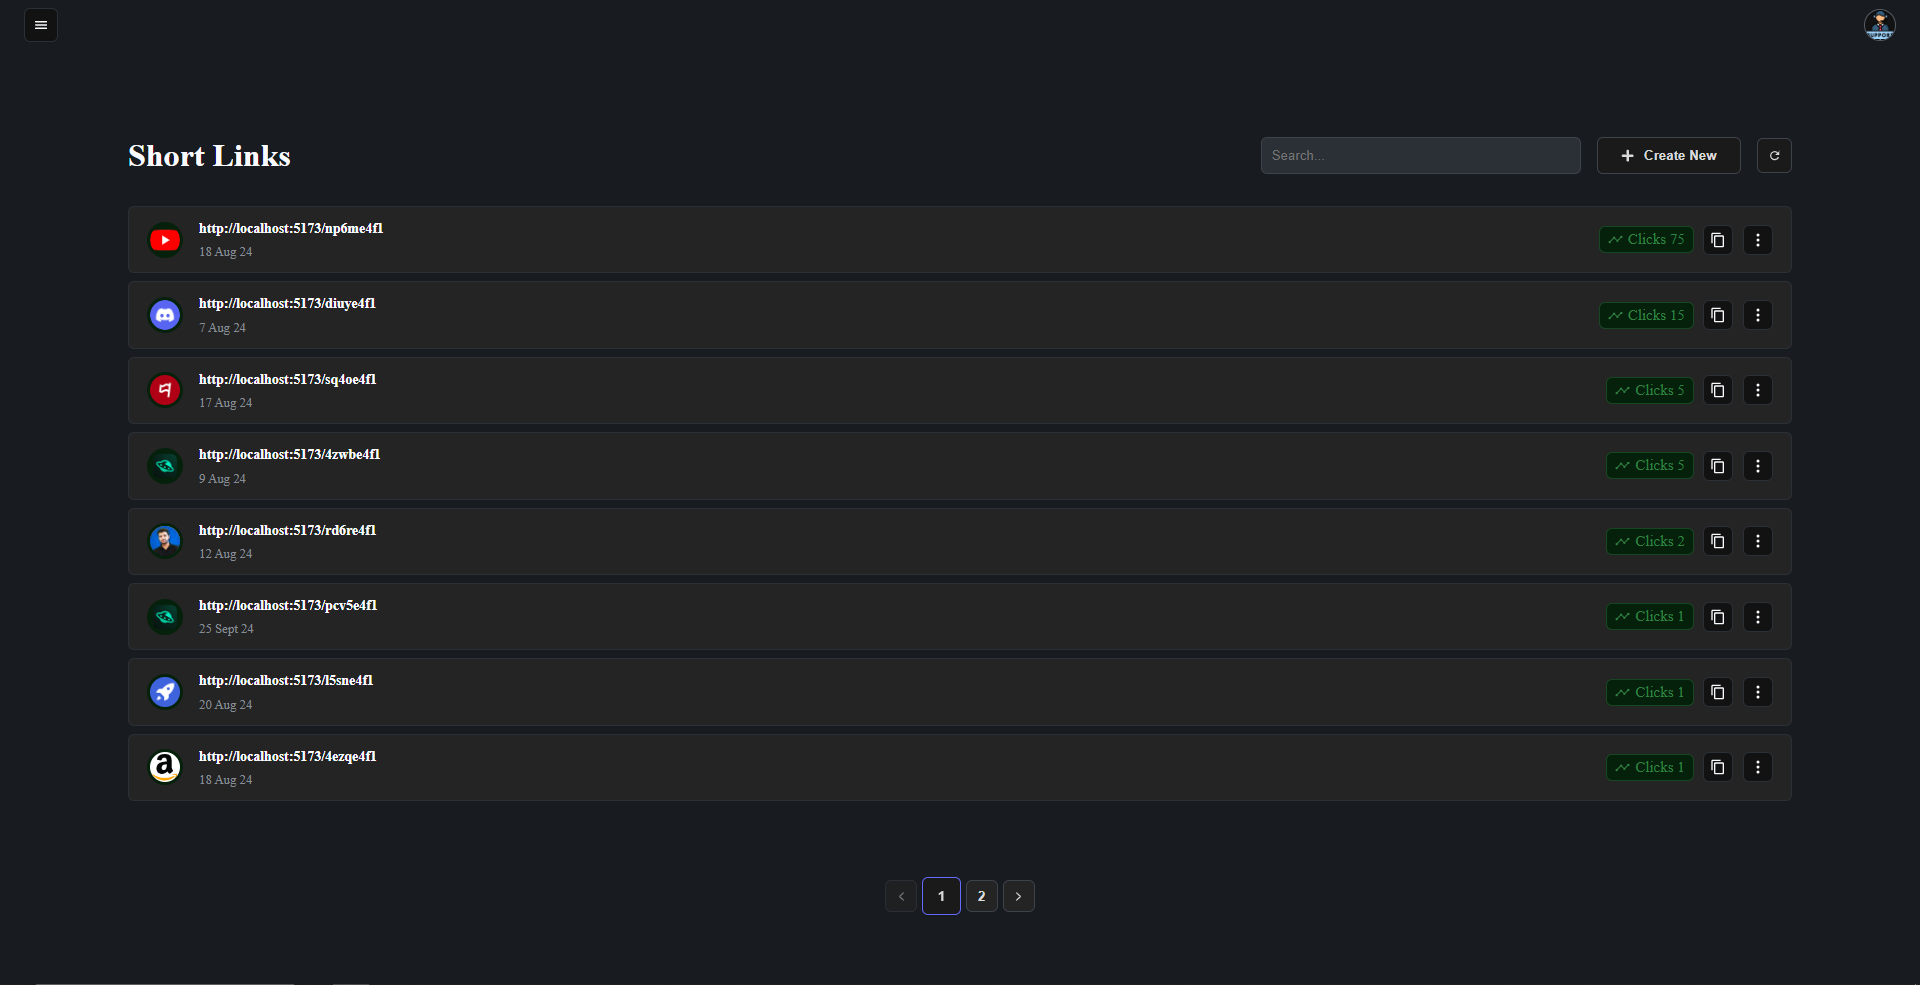 SUPPORT
Short Links
Search...
Create New
http://localhost:5173/np6me4fl
18 Aug 24
Clicks 75
http://localhost:5173/diuye4fl
7 Aug 24
Clicks 15
http://localhost:5173/sq4oe4fl
17 Aug 24
Clicks 5
http://localhost:5173/4zwbe4fl
9 Aug 24
Clicks 5
http://localhost:5173/rd6re4fl
12 Aug 24
Clicks 2
http://localhost:5173/pcv5e4fl
25 Sept 24
Clicks 1
http://localhost:5173/l5sne4fl
20 Aug 24
Clicks 1
a
http://localhost:5173/4ezqe4fl
18 Aug 24
Clicks 1
1
2